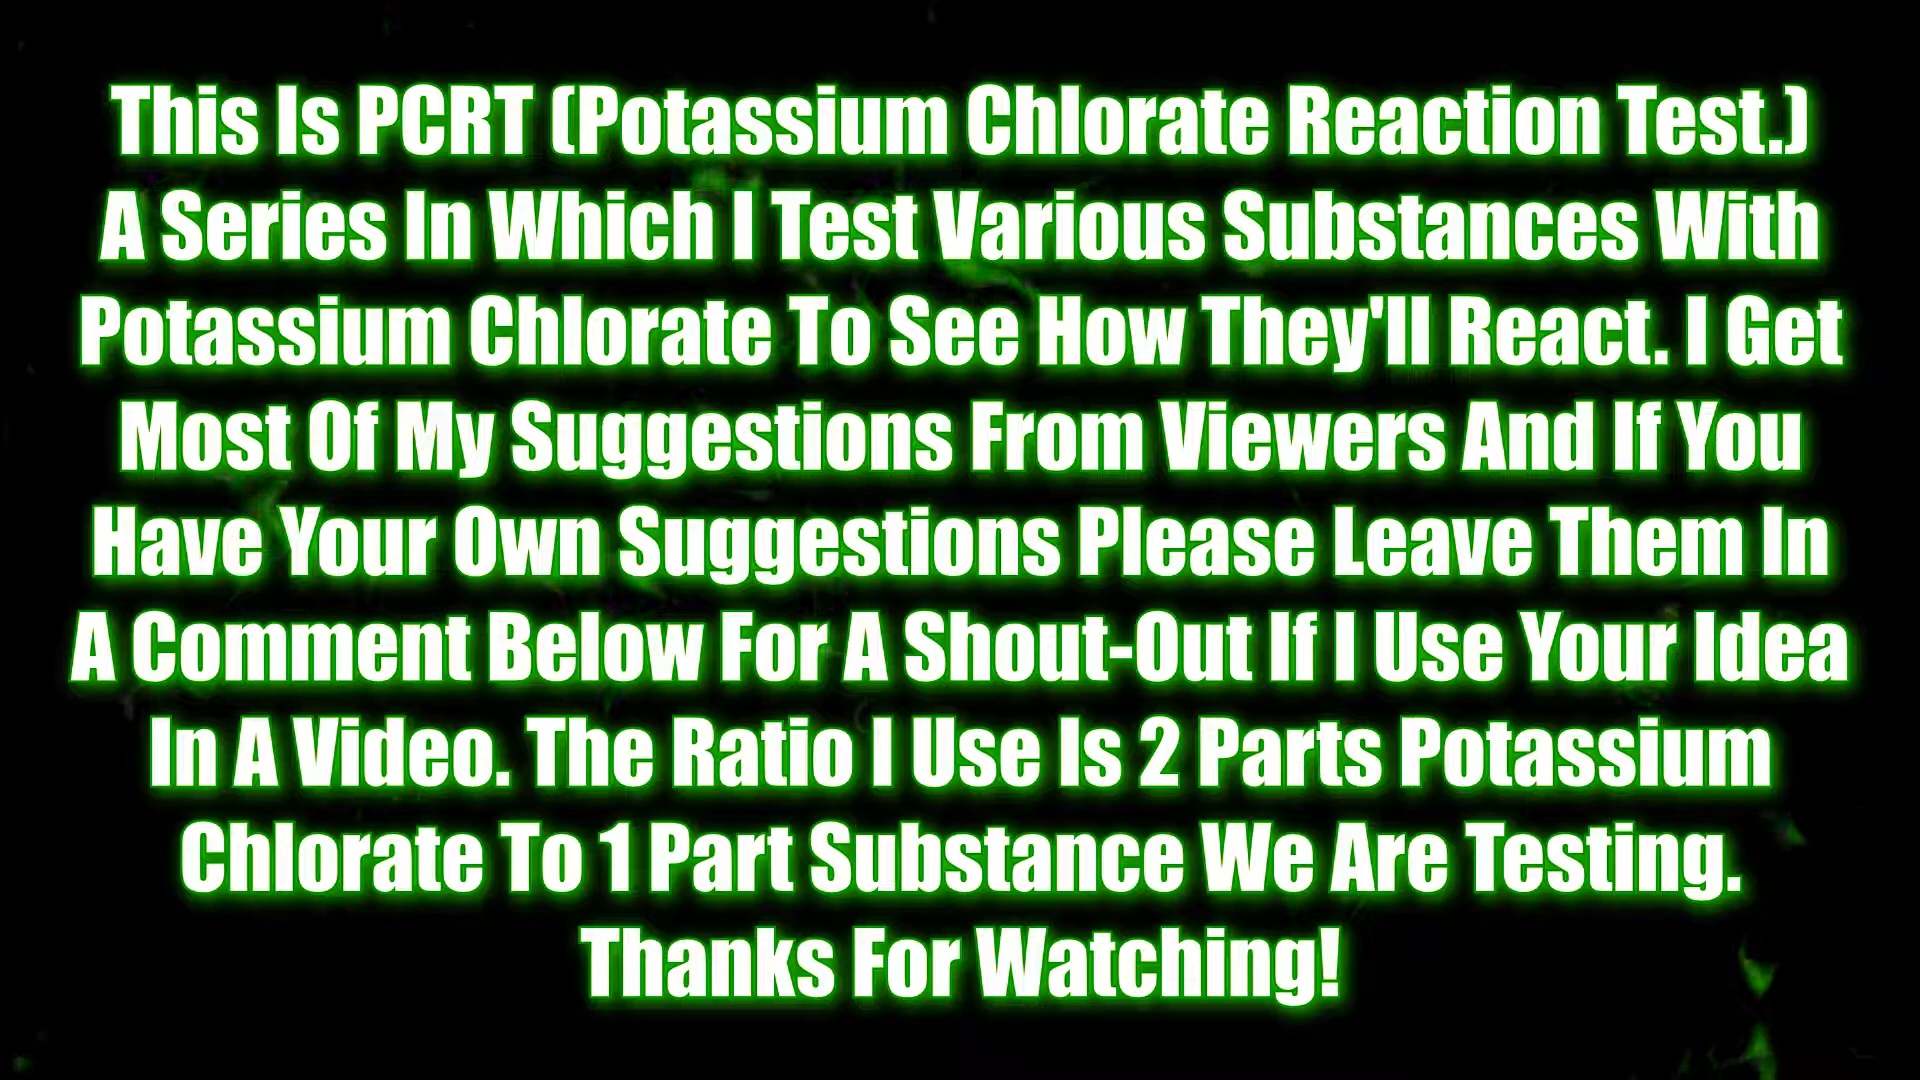 This Is PCRT (Potassium Chlorate Reaction Test.)
A Series In Which I Test Various Substances With
Potassium Chlorate To See How They'll React. I Get
Most Of My Suggestions From Viewers And If You
Have Your Own Suggestions Please Leave Them In
A Comment Below For A Shout-Out If I Use Your Idea
In A Video. The Ratio I Use Is 2 Parts Potassium
Chlorate To 1 Part Substance We Are Testing.
Thanks For Watching!